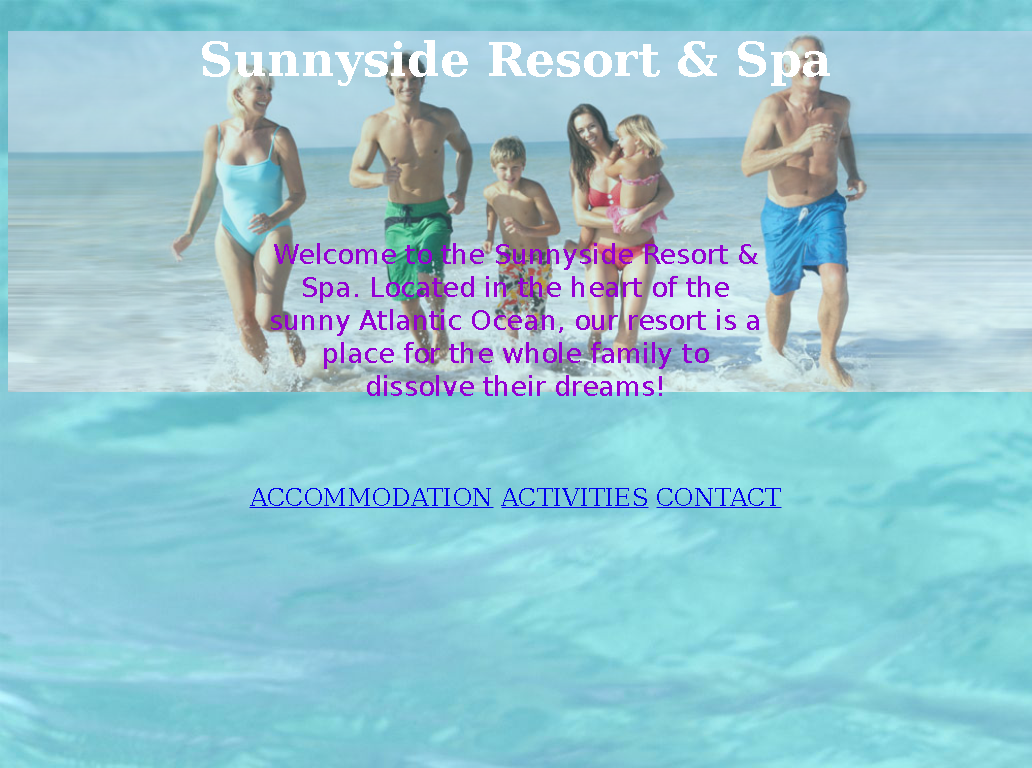 Sunnyside Resort & Spa
Welcome to the Sunnyside Resort &
Spa. Located in the heart of the
sunny Atlantic Ocean, our resort is a
place for the whole family to
dissolve their dreams!
ACCOMMODATION ACTIVITIES CONTACT